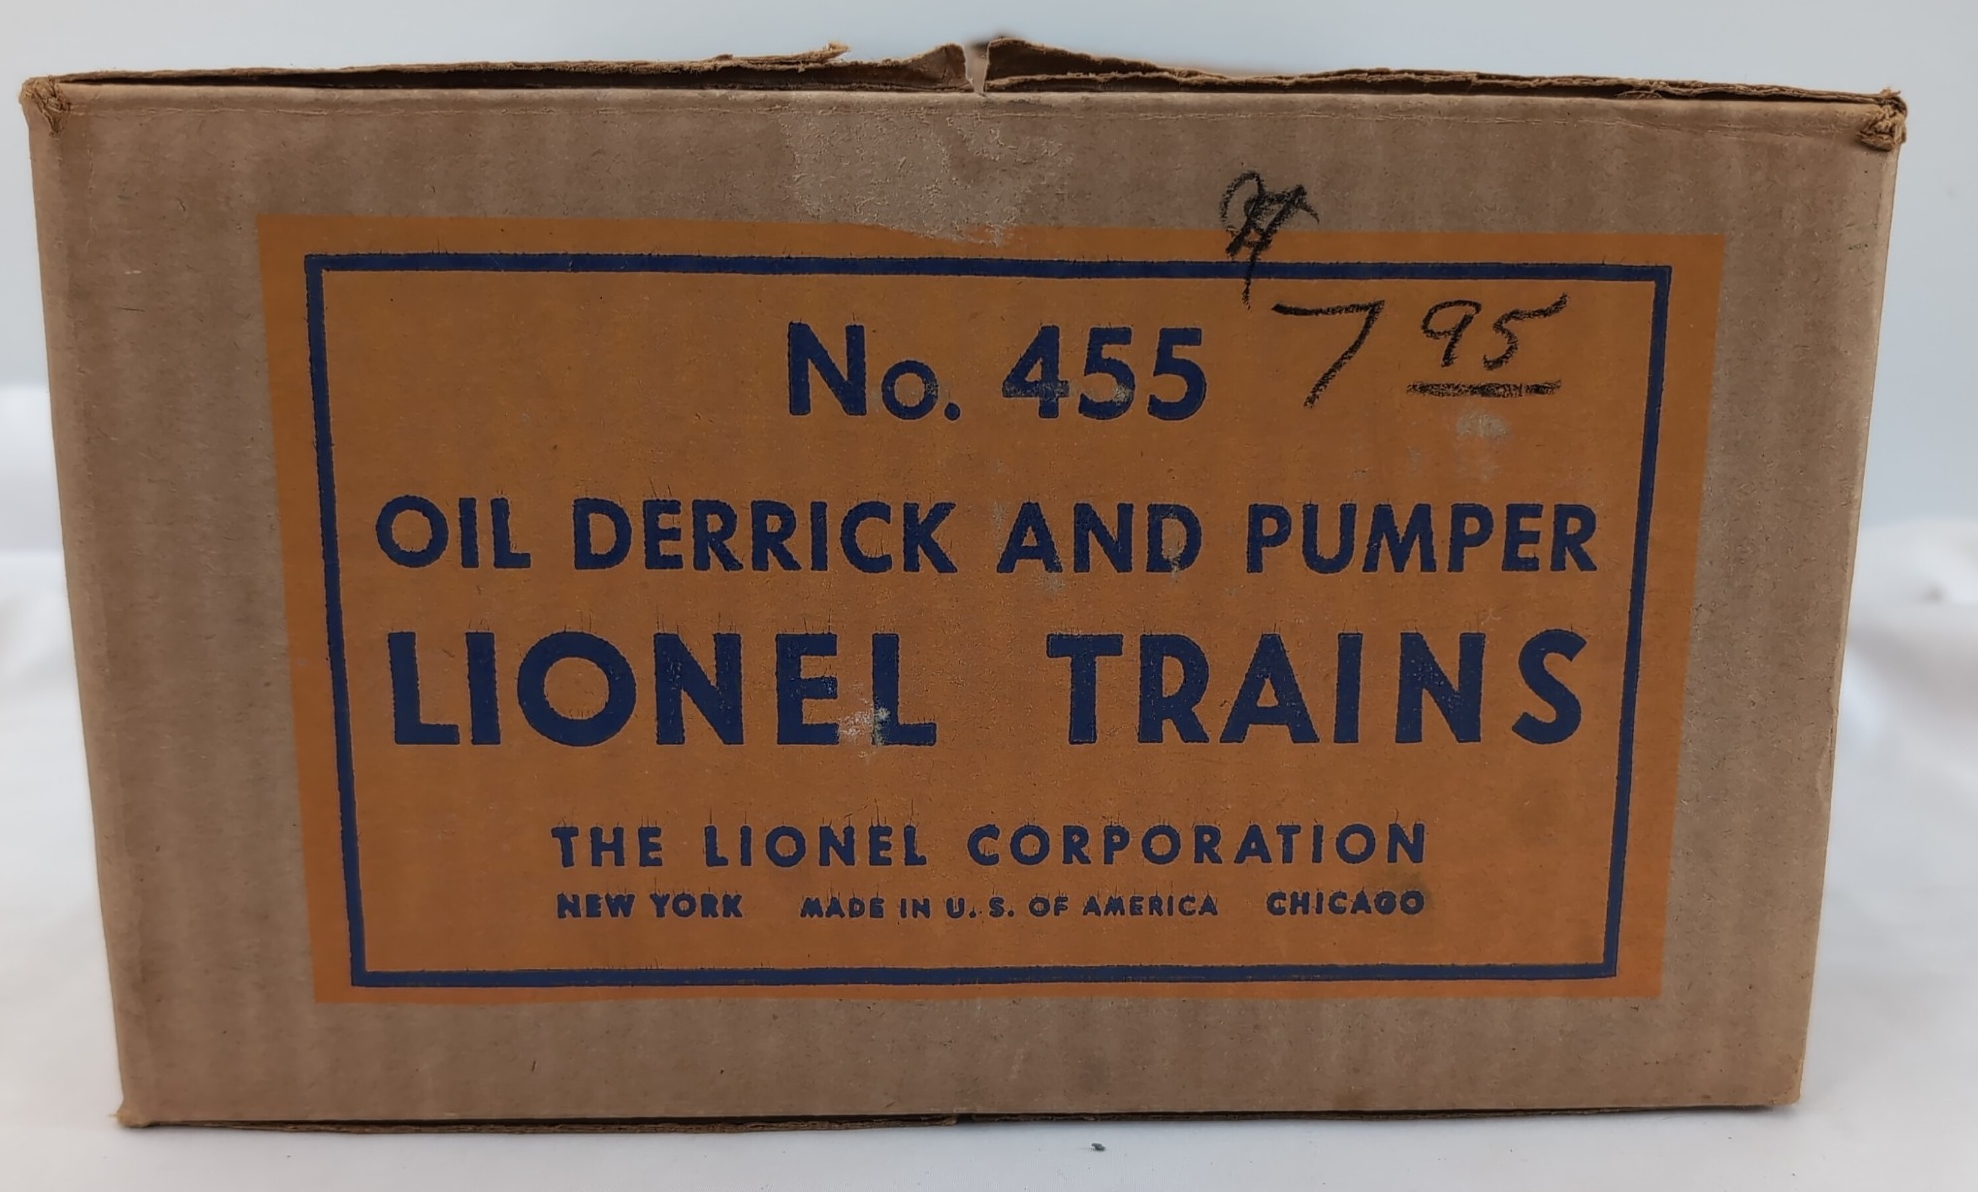 No. 455 7 95
OIL DERRICK AND PUMPER
LIONEL TRAINS
THE LIONEL CORPORATION
NEW YORK MADE IN U.S. OF AMERICA CHICAGO